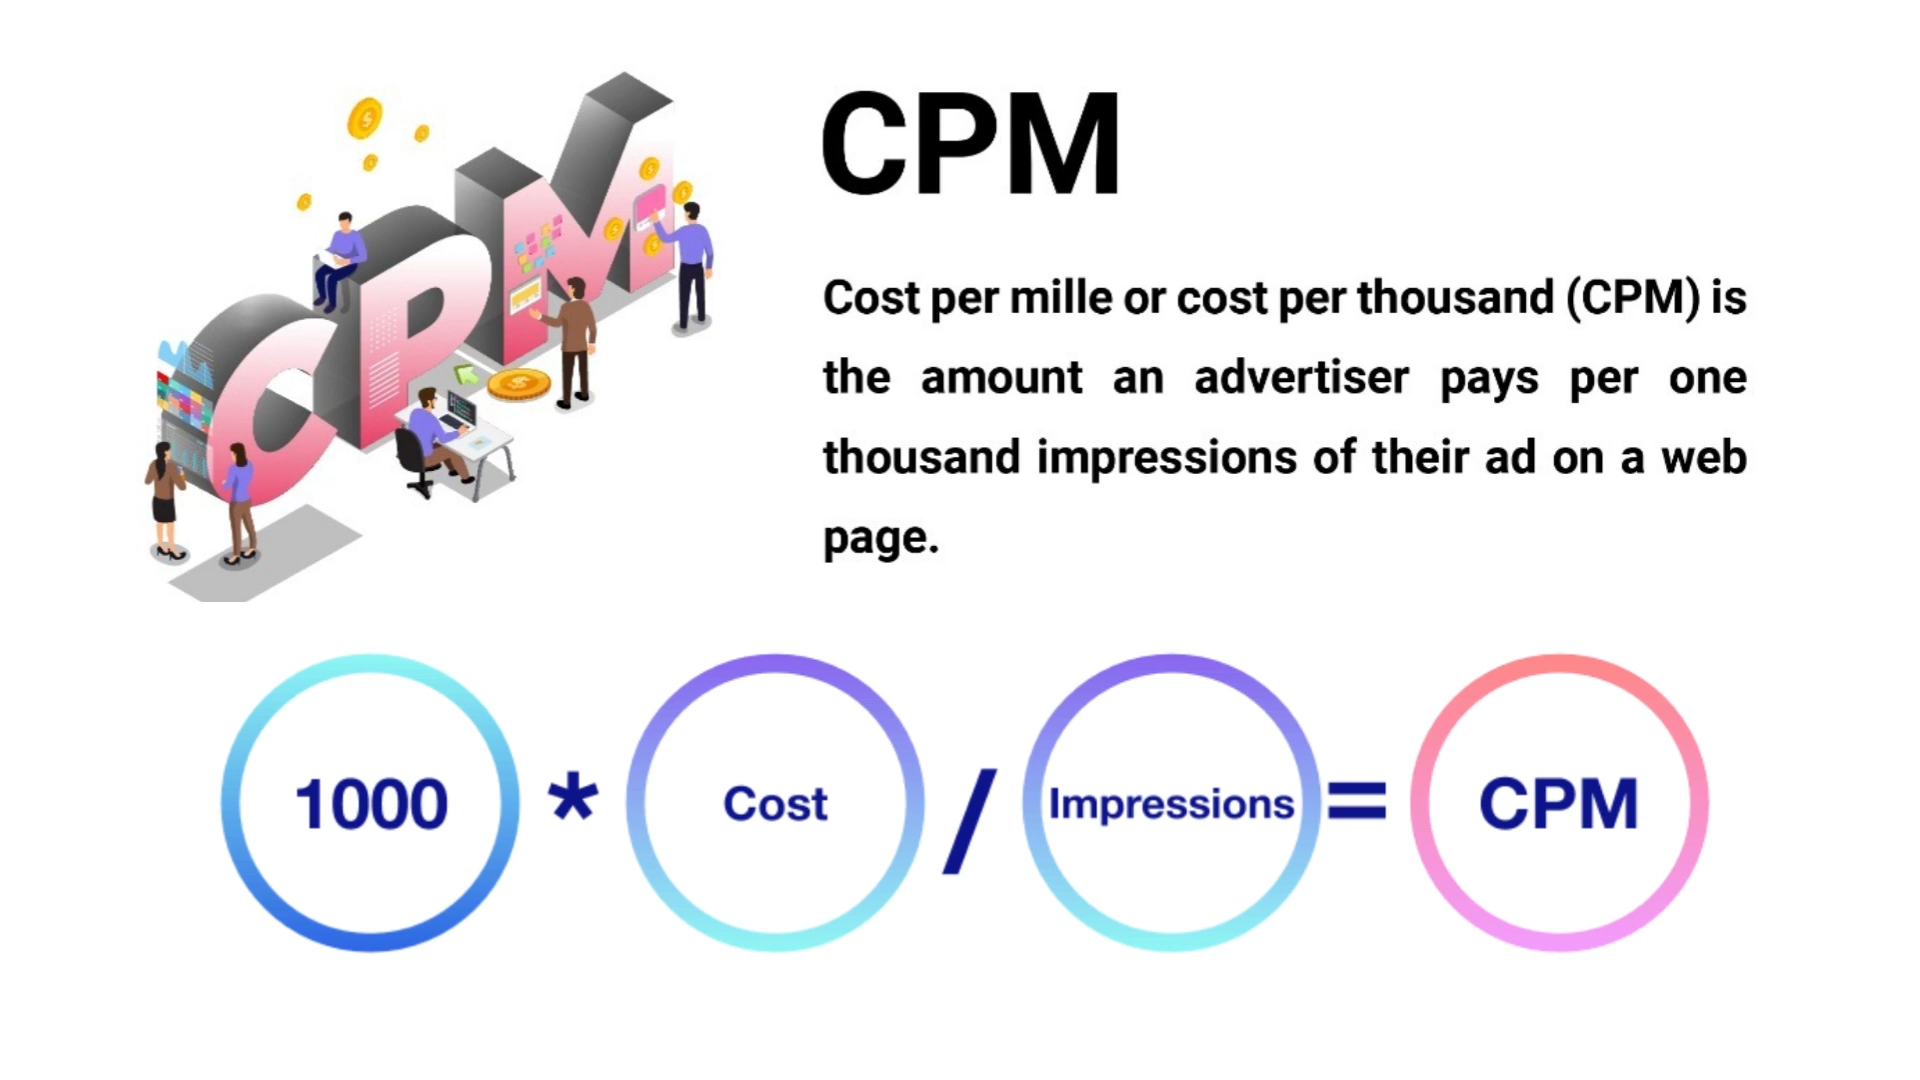 CPM
CPM
Cost per mille or cost per thousand (CPM) is
the amount an advertiser pays per one
thousand impressions of their ad on a web
page.
1000 * Cost / Impressions = CPM